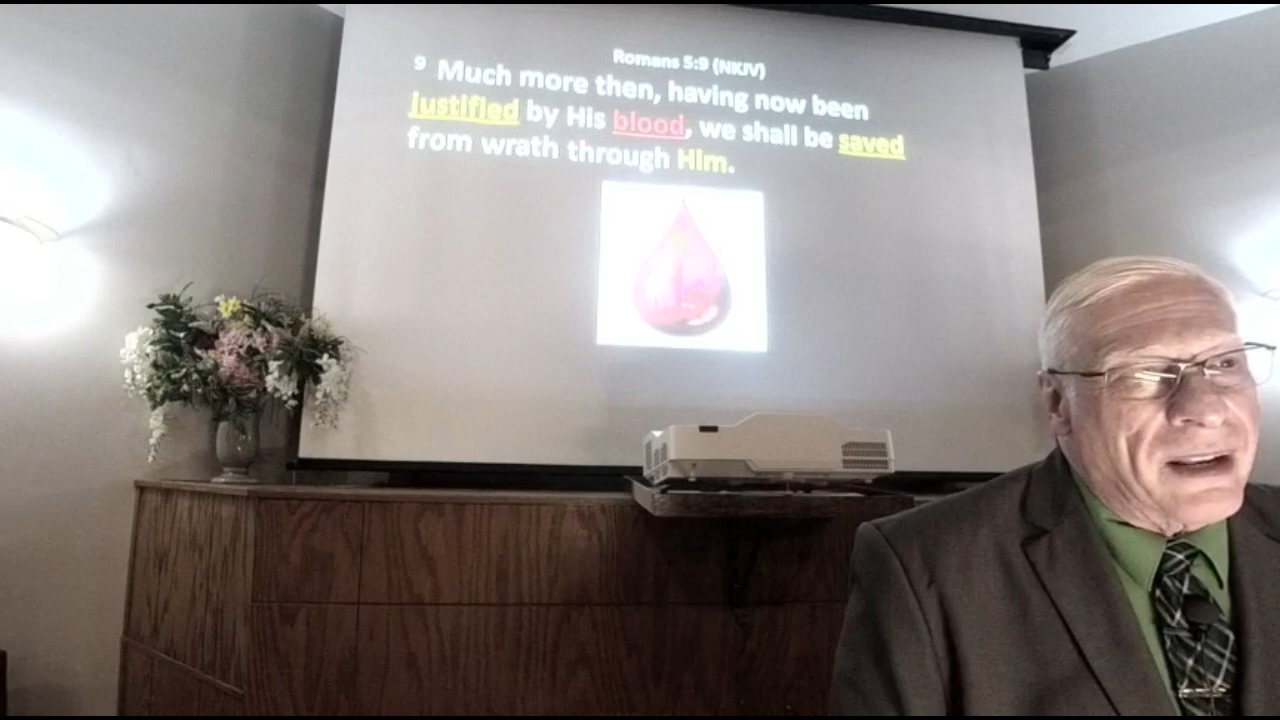 Romans 5:9 (NKJV)
9 Much more then, having now been
justified by His blood, we shall be saved
from wrath through Him.